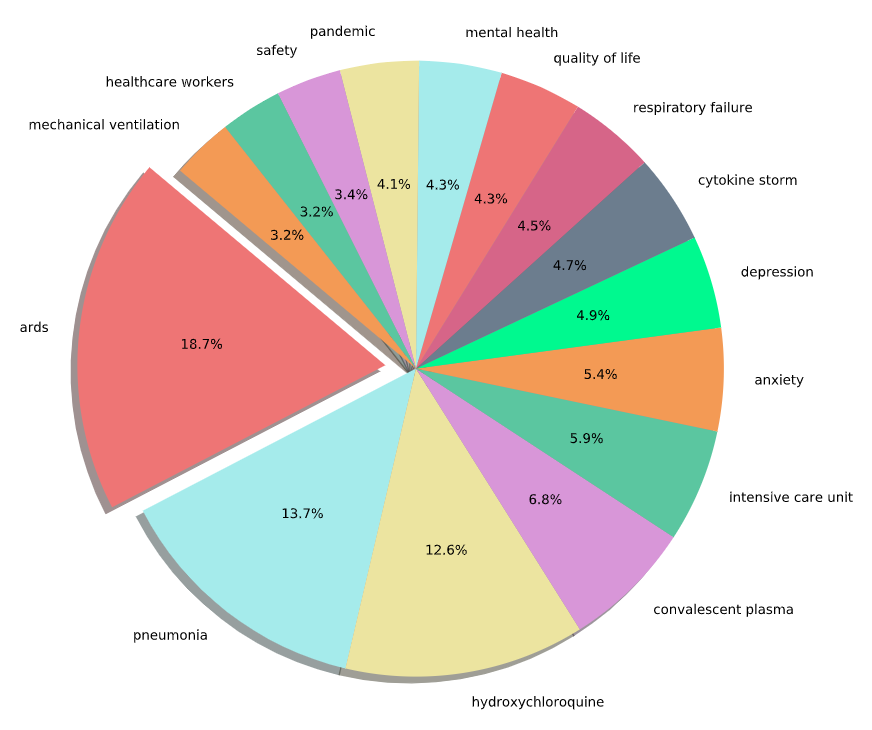 pandemic
mental health
safety
quality of life
healthcare workers
respiratory failure
mechanical ventilation
cytokine storm
4.1%
4.3%
3.4%
4.3%
3.2%
4.5%
3.2%
4.7%
depression
4.9%
ards
18.7%
5.4%
anxiety
5.9%
intensive care unit
6.8%
13.7%
12.6%
convalescent plasma
pneumonia
hydroxychloroquine